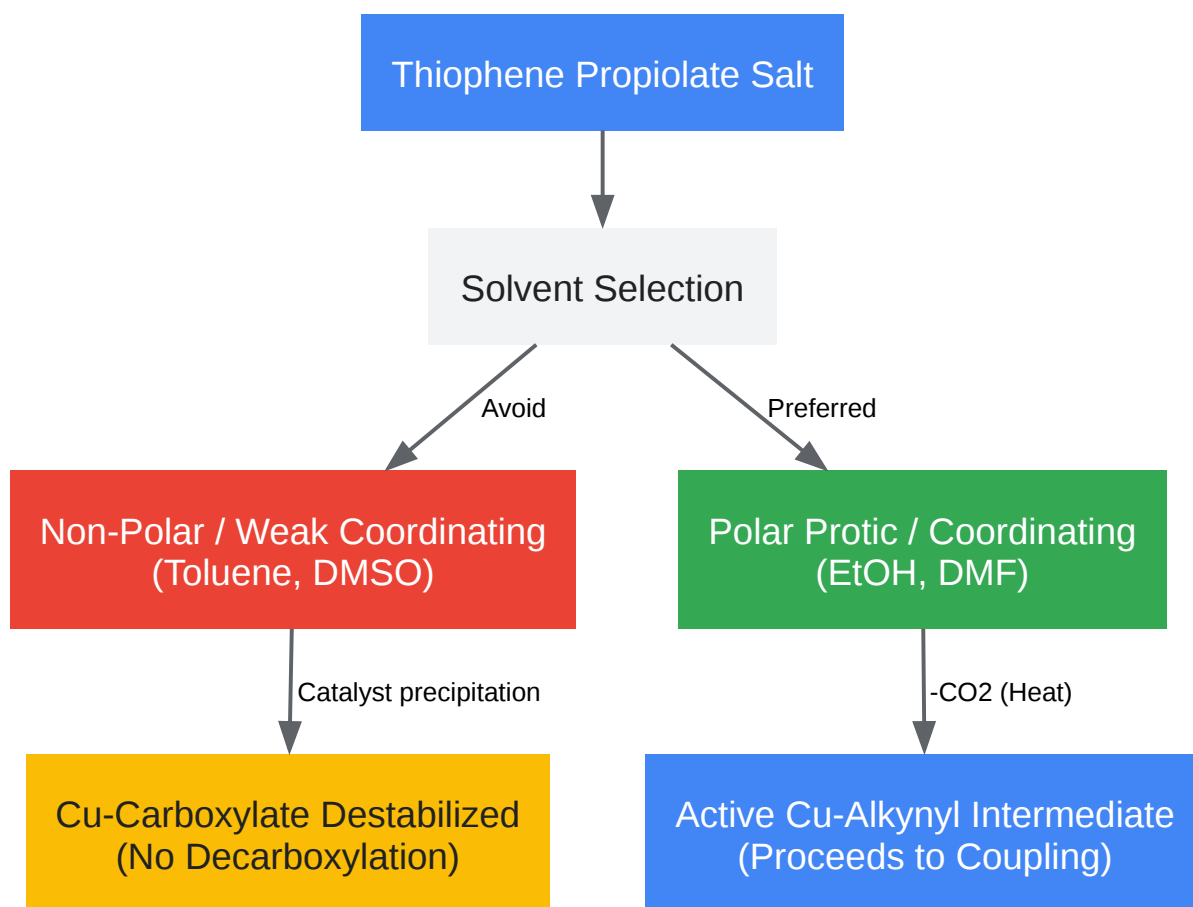 Thiophene Propiolate Salt
Solvent Selection
Avoid
Preferred
Non-Polar / Weak Coordinating
(Toluene, DMSO)
Polar Protic / Coordinating
(EtOH, DMF)
Catalyst precipitation
-CO2 (Heat)
Cu-Carboxylate Destabilized
(No Decarboxylation)
Active Cu-Alkynyl Intermediate
(Proceeds to Coupling)